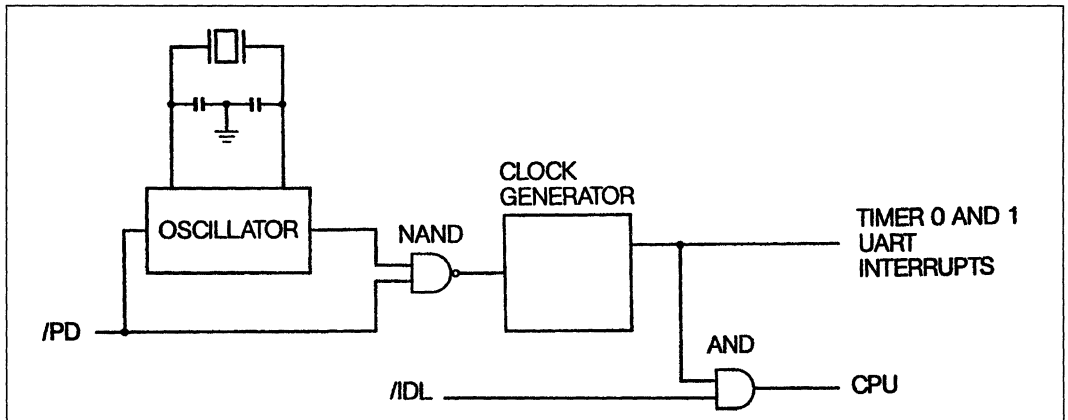 CLOCK
GENERATOR
OSCILLATOR
NAND
TIMER 0 AND 1
UART
INTERRUPTS
/PD
AND
/IDL
CPU